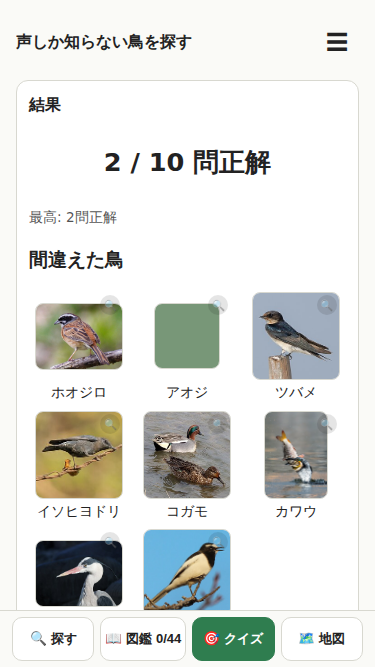 声しか知らない鳥を探す
結果
2 / 10 問正解
最高: 2問正解
間違えた鳥
ホオジロ アオジ ツバメ
イソヒヨドリ コガモ カワウ
探す 図鑑 0/44 クイズ 地図